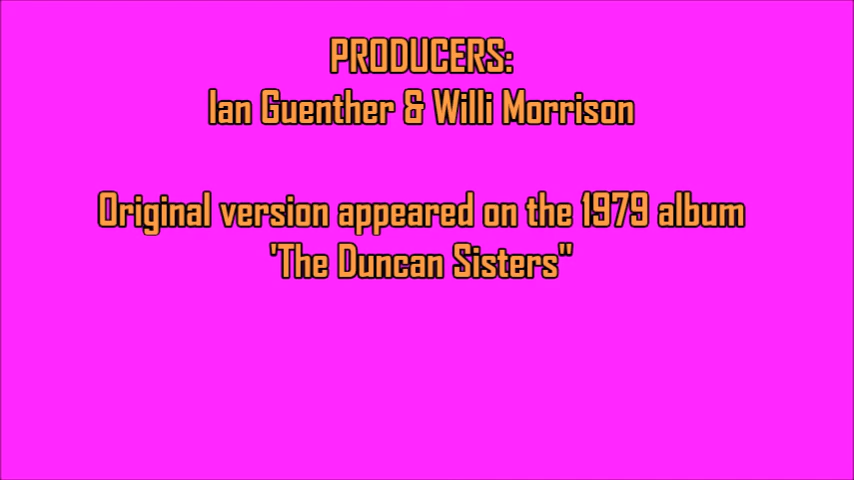 PRODUCERS:
Ian Guenther & Willi Morrison
Original version appeared on the 1979 album
'The Duncan Sisters"